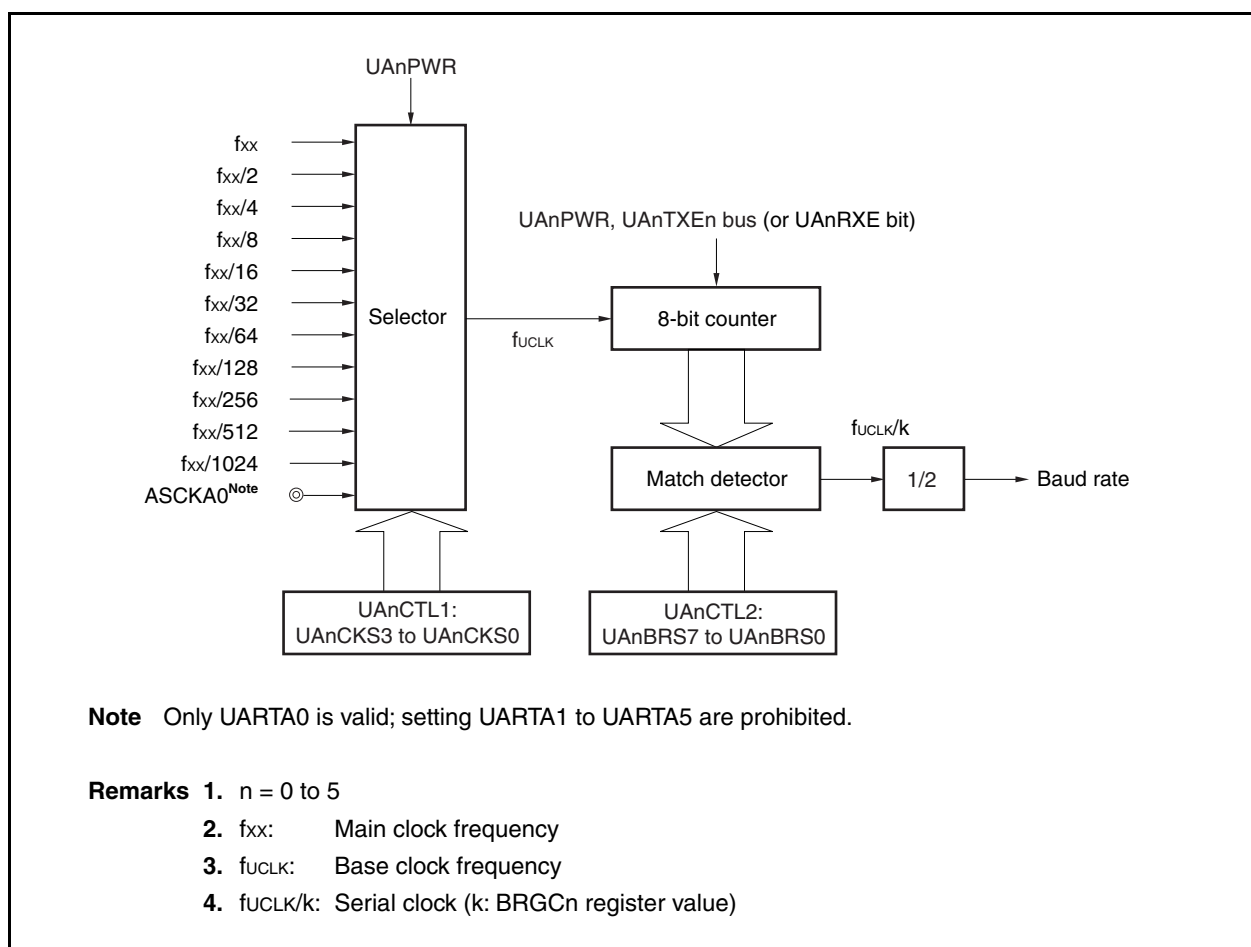 UAnPWR
fxx
fxx/2
fxx/4
fxx/8
fxx/16
fxx/32
fxx/64
fxx/128
fxx/256
fxx/512
fxx/1024
ASCKA0Note
Selector
fUCLK
UAnPWR, UAnTXEn bus (or UAnRXE bit)
8-bit counter
Match detector
fUCLK/k
1/2
Baud rate
UAnCTL1:
UAnCKS3 to UAnCKS0
UAnCTL2:
UAnBRS7 to UAnBRS0
Note Only UARTA0 is valid; setting UARTA1 to UARTA5 are prohibited.
Remarks 1. n = 0 to 5
2. fxx: Main clock frequency
3. fUCLK: Base clock frequency
4. fUCLK/k: Serial clock (k: BRGCn register value)